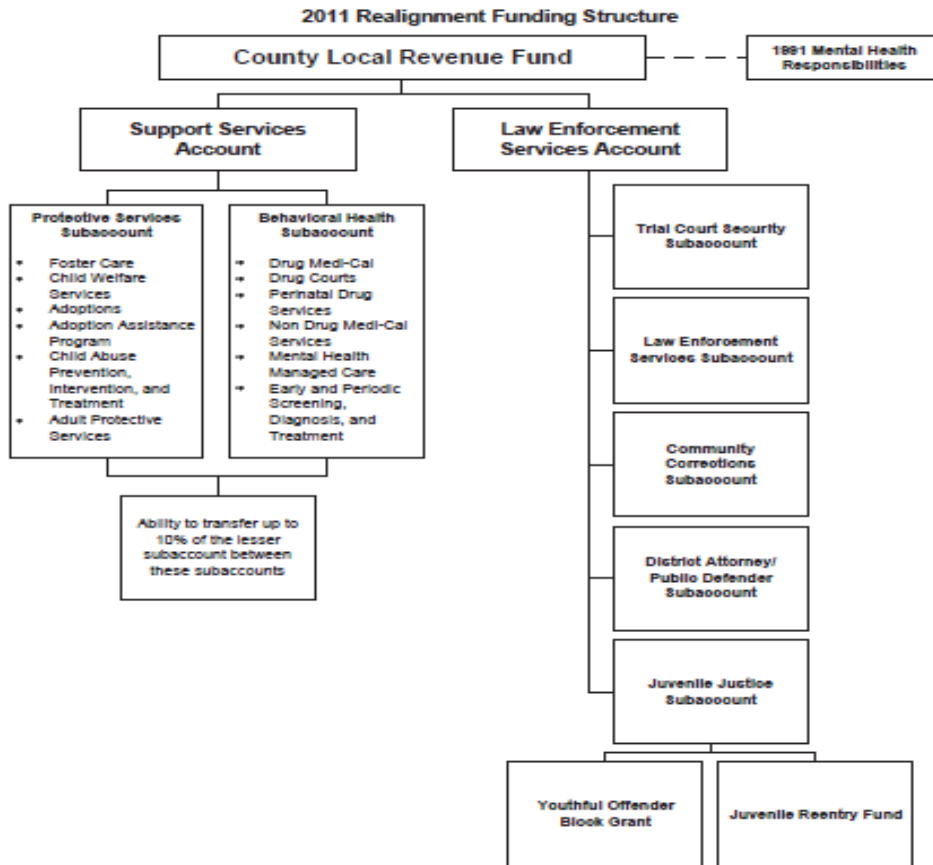 2011 Realignment Funding Structure
County Local Revenue Fund
1991 Mental Health
Responsibilities
Support Services
Account
Law Enforcement
Services Account
Protective Services
Subaccount
• Foster Care
• Child Welfare
Services
• Adoptions
• Adoption Assistance
Program
• Child Abuse
Prevention,
Intervention, and
Treatment
• Adult Protective
Services
Behavioral Health
Subaccount
• Drug Medi-Cal
• Drug Courts
• Perinatal Drug
Services
• Non Drug Medi-Cal
Services
• Mental Health
Managed Care
• Early and Periodic
Screening,
Diagnosis, and
Treatment
Ability to transfer up to
10% of the lesser
subaccount between
these subaccounts
Trial Court Security
Subaccount
Law Enforcement
Services Subaccount
Community
Corrections
Subaccount
District Attorney/
Public Defender
Subaccount
Juvenile Justice
Subaccount
Youthful Offender
Block Grant
Juvenile Reentry Fund